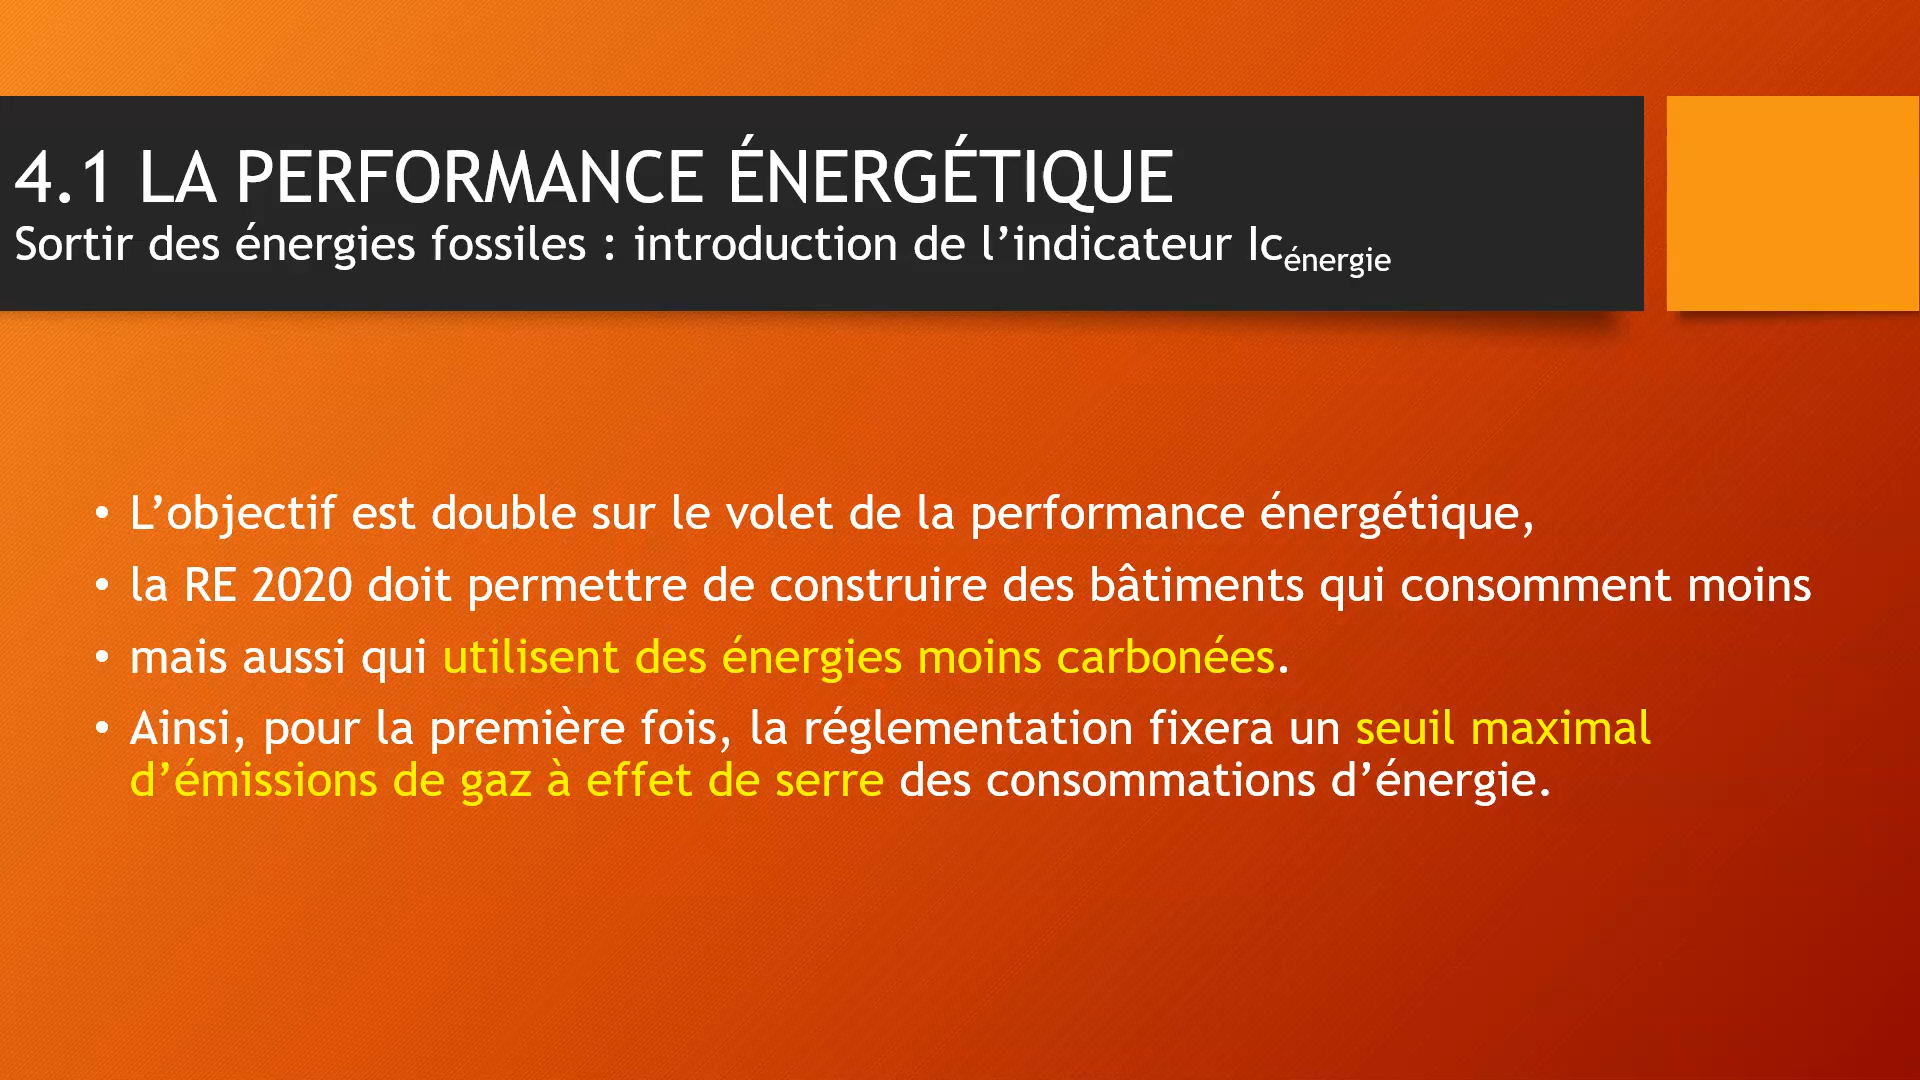 4.1 LA PERFORMANCE ÉNERGÉTIQUE
Sortir des énergies fossiles : introduction de l’indicateur Icénergie
• L’objectif est double sur le volet de la performance énergétique,
• la RE 2020 doit permettre de construire des bâtiments qui consomment moins
• mais aussi qui utilisent des énergies moins carbonées.
• Ainsi, pour la première fois, la réglementation fixera un seuil maximal
d’émissions de gaz à effet de serre des consommations d’énergie.